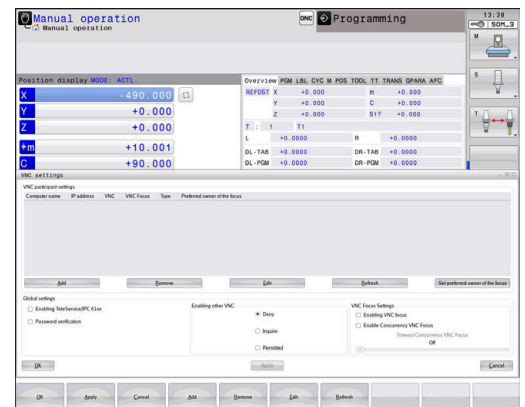 Manual operation
Manual operation
DNC
Programming
13:38
SOM_3
M
S
T
Position display MODE: ACTL.
X -490.000
Y +0.000
Z +0.000
+m +10.001
C +90.000
Overview PGM LBL CYC M POS TOOL TT TRANS QPARA AFC
REFDST X +0.000 m +0.000
Y +0.000 C +0.000
Z +0.000 S1? +0.000
T : 1 T1
L +0.0000 R +0.0000
DL-TAB +0.0000 DR-TAB +0.0000
DL-PGM +0.0000 DR-PGM +0.0000
VNC settings
VNC participant settings
Computer name IP address VNC VNC Focus Type Preferred owner of the focus
Add Remove Edit Refresh Set preferred owner of the focus
Global settings
Enabling TeleService/IPC 61xx
Password verification
Enabling other VNC
Deny
Inquire
Permitted
VNC Focus Settings
Enabling VNC focus
Enable Concurrency VNC Focus
Timeout Concurrency VNC Focus
Off
OK Apply Cancel
OK Apply Cancel Add Remove Edit Refresh